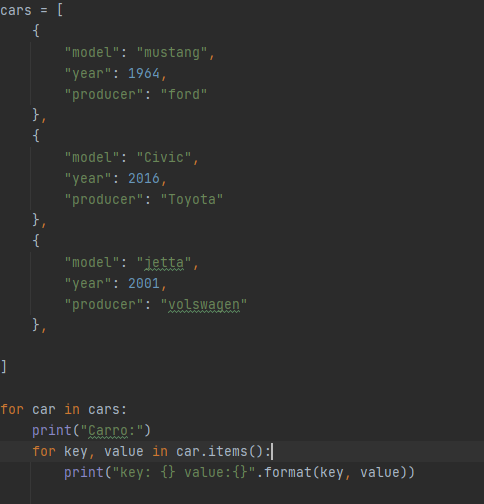 cars = [
    {
        "model": "mustang",
        "year": 1964,
        "producer": "ford"
    },
    {
        "model": "Civic",
        "year": 2016,
        "producer": "Toyota"
    },
    {
        "model": "jetta",
        "year": 2001,
        "producer": "volswagen"
    },
]
for car in cars:
    print("Carro:")
    for key, value in car.items():
        print("key: {} value:{}".format(key, value))